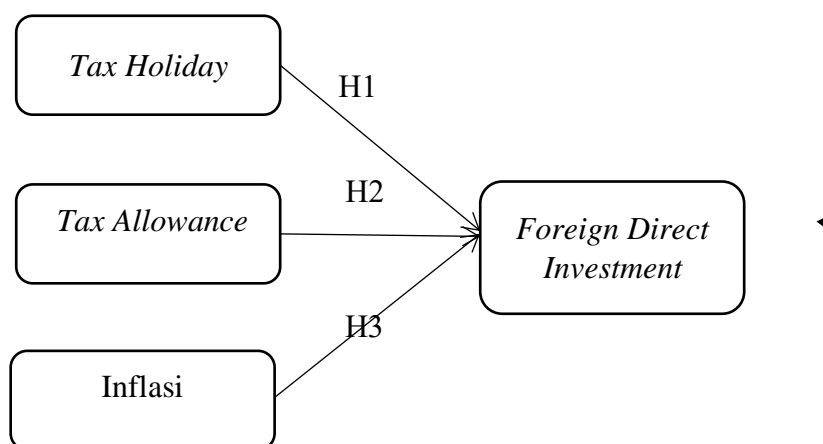 Tax Holiday
H1
H2
Tax Allowance
Foreign Direct
Investment
H3
Inflasi